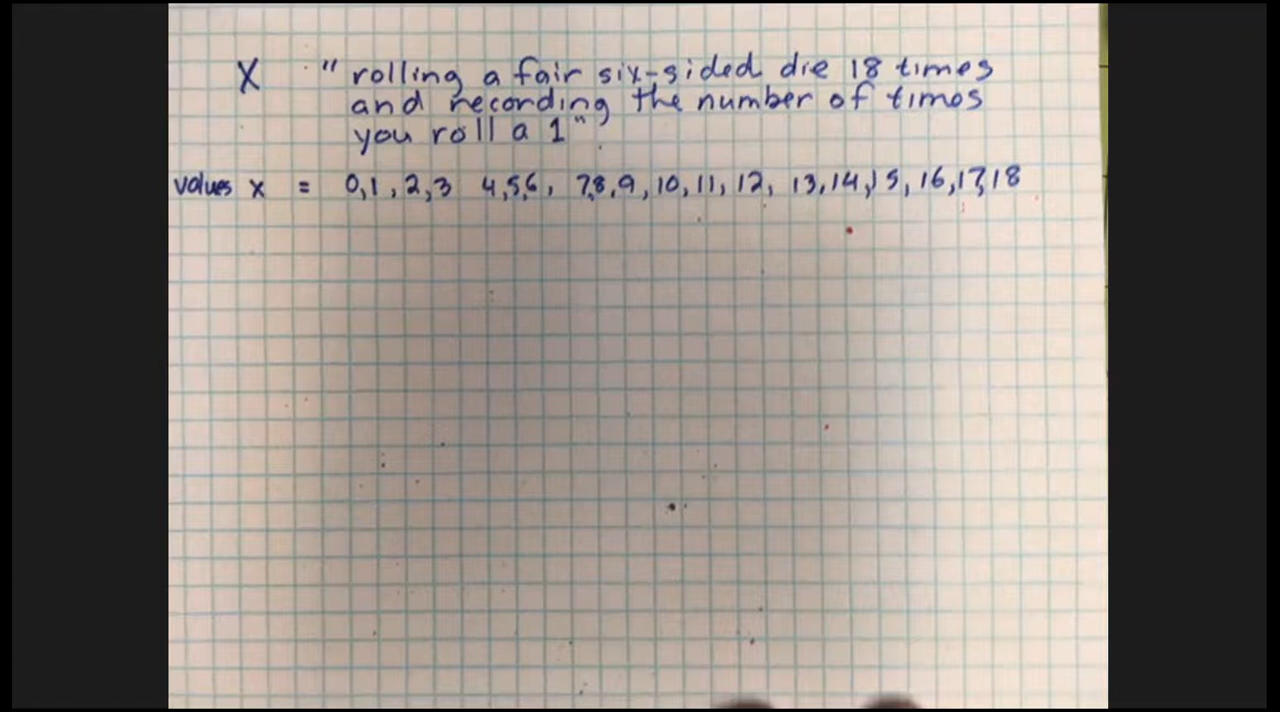 X " rolling a fair six-sided die 18 times
and recording the number of times
you roll a 1"
values x = 0,1,2,3 4,5,6, 7,8,9,10,11,12, 13,14,15,16,17,18